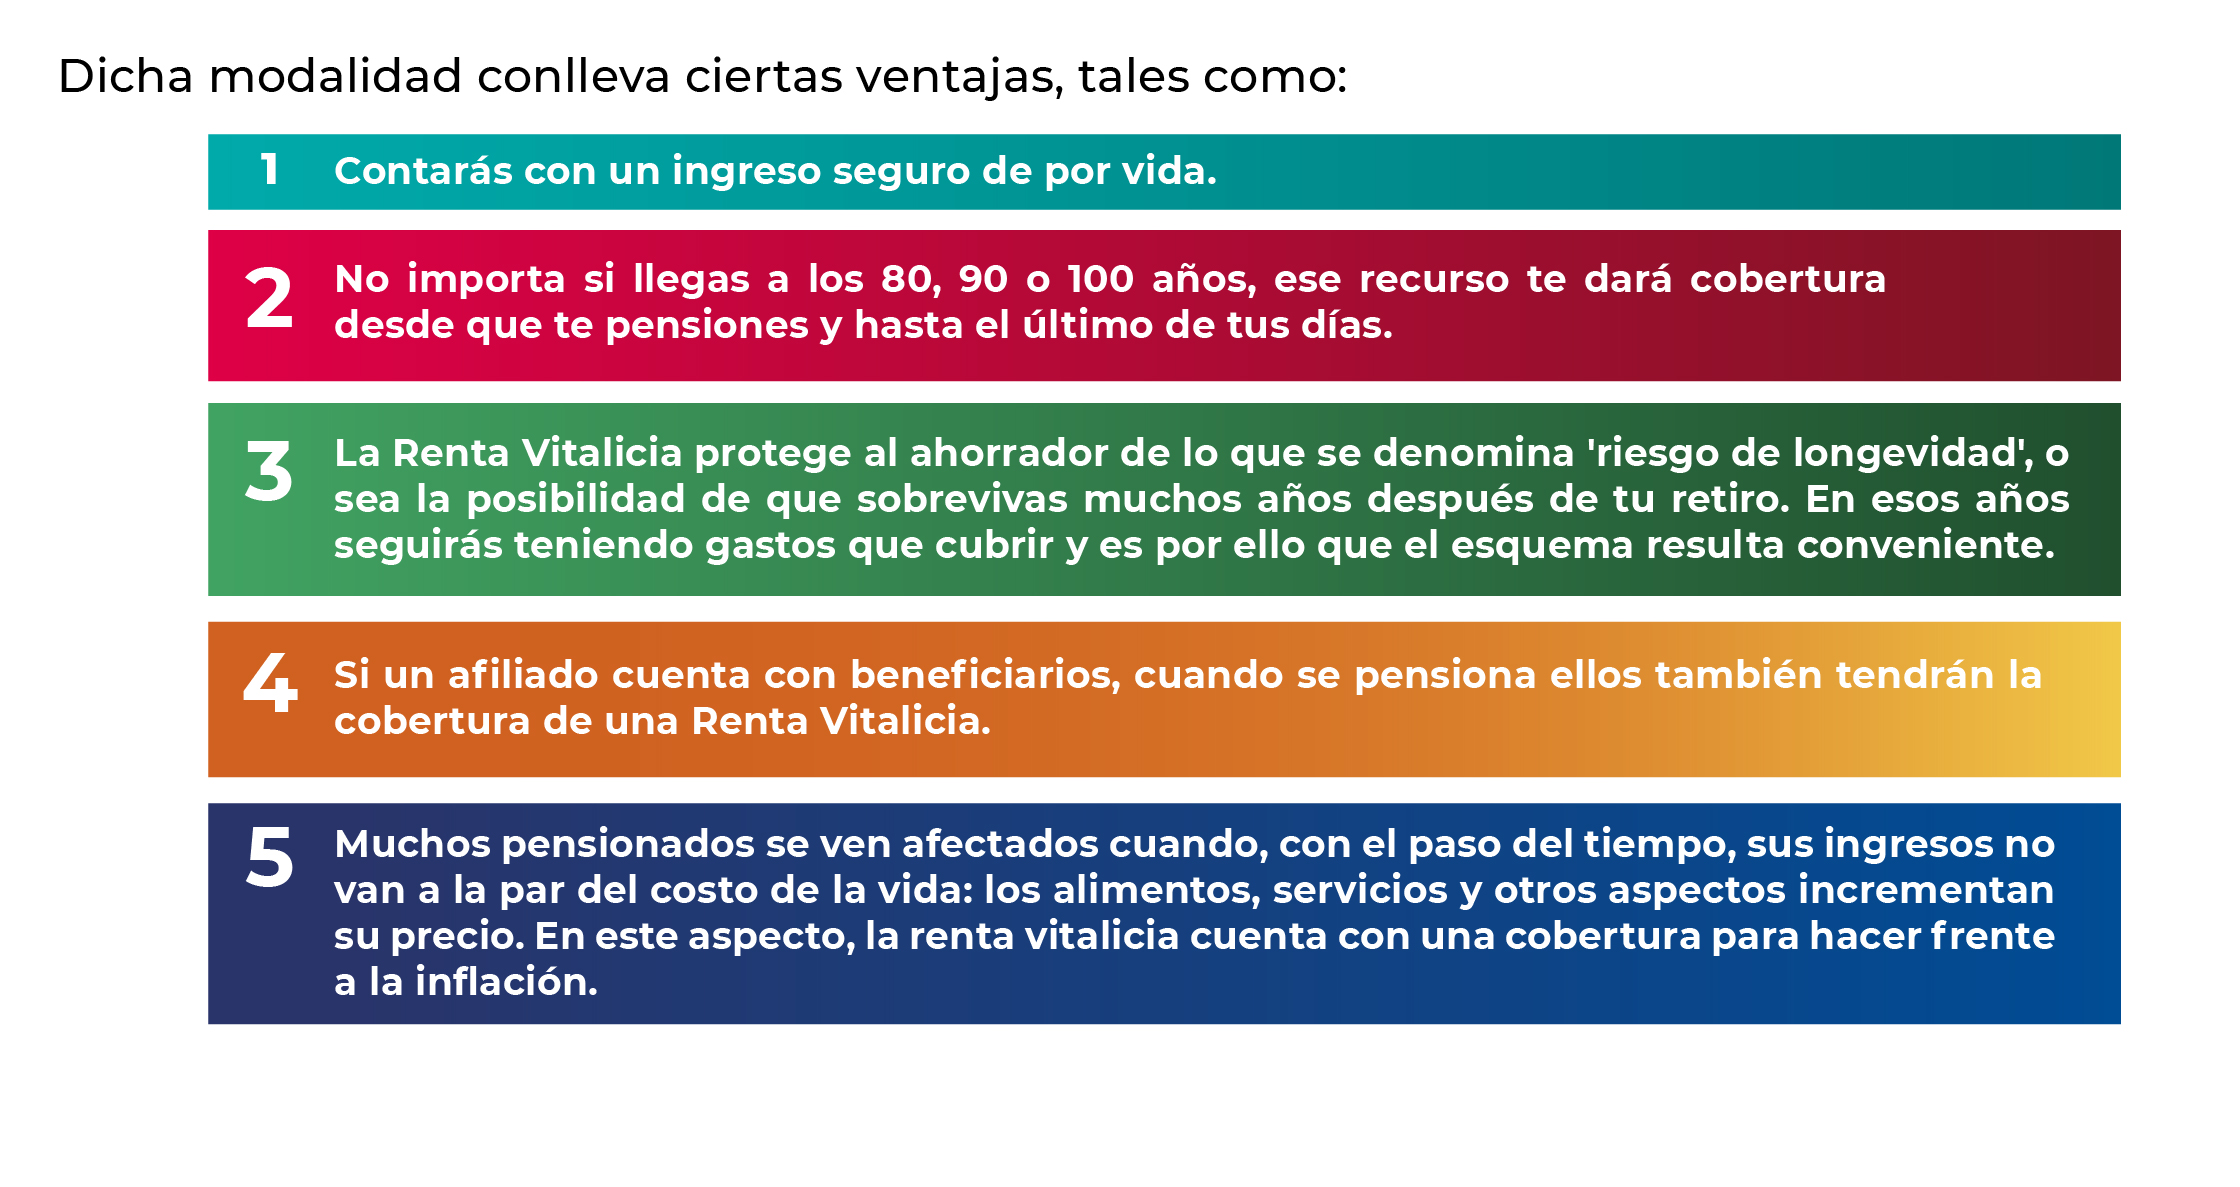 Dicha modalidad conlleva ciertas ventajas, tales como:
1 Contarás con un ingreso seguro de por vida.
2 No importa si llegas a los 80, 90 o 100 años, ese recurso te dará cobertura
desde que te pensiones y hasta el último de tus días.
3 La Renta Vitalicia protege al ahorrador de lo que se denomina 'riesgo de longevidad', o
sea la posibilidad de que sobrevivas muchos años después de tu retiro. En esos años
seguirás teniendo gastos que cubrir y es por ello que el esquema resulta conveniente.
4 Si un afiliado cuenta con beneficiarios, cuando se pensiona ellos también tendrán la
cobertura de una Renta Vitalicia.
5 Muchos pensionados se ven afectados cuando, con el paso del tiempo, sus ingresos no
van a la par del costo de la vida: los alimentos, servicios y otros aspectos incrementan
su precio. En este aspecto, la renta vitalicia cuenta con una cobertura para hacer frente
a la inflación.